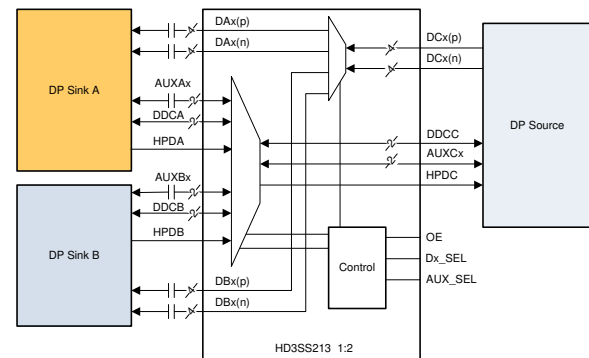 DAx(p)
DAx(n)
DP Sink A
AUXAx
DDCA
HPDA
DCx(p)
DCx(n)
DP Source
DDCC
AUXCx
HPDC
AUXBx
DDCB
HPDB
DP Sink B
DBx(p)
DBx(n)
Control
OE
Dx_SEL
AUX_SEL
HD3SS213 1:2